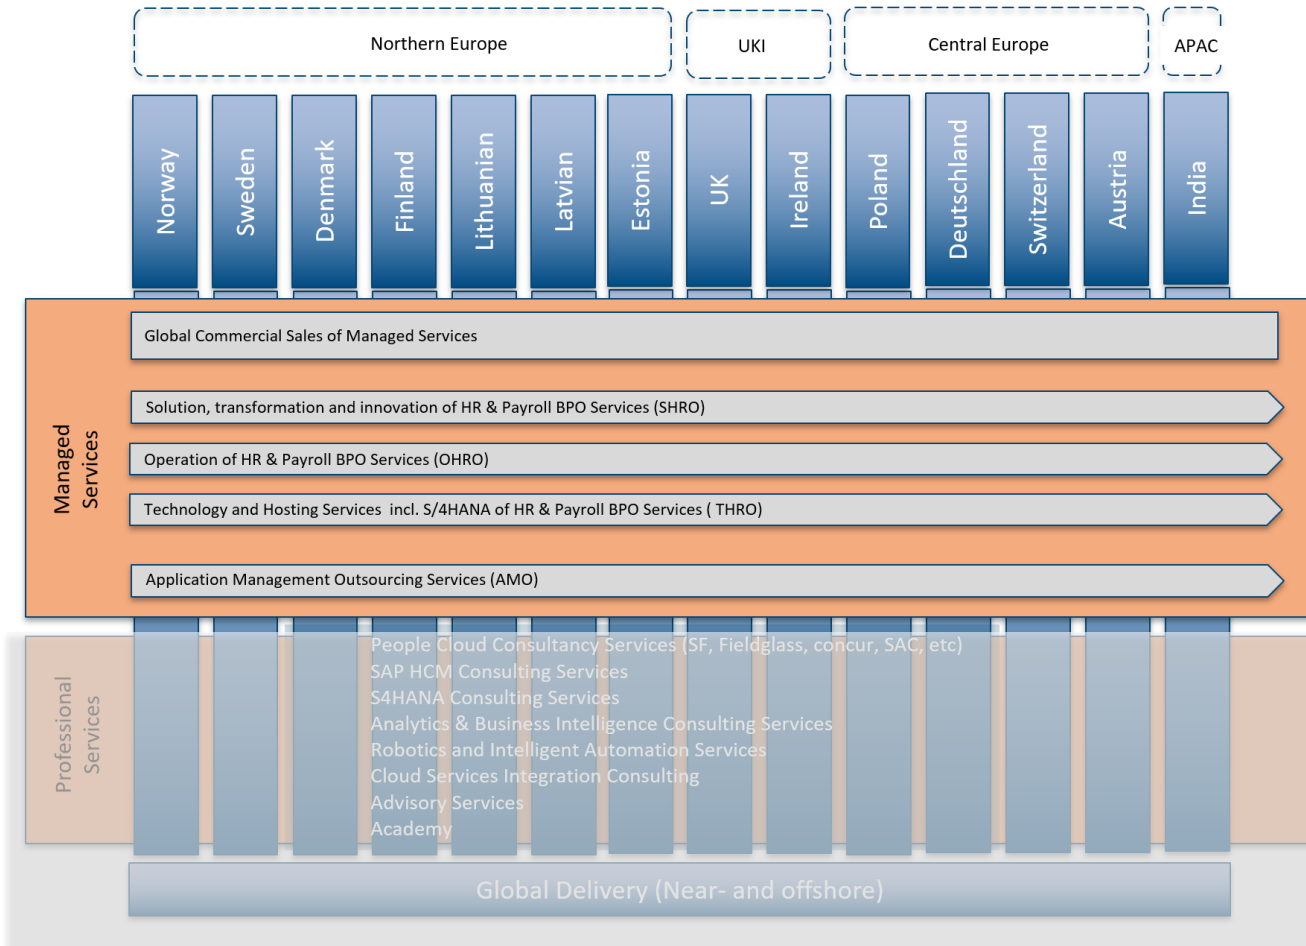 Northern Europe
UKI
Central Europe
APAC
Norway
Sweden
Denmark
Finland
Lithuanian
Latvian
Estonia
UK
Ireland
Poland
Deutschland
Switzerland
Austria
India
Managed
Services
Global Commercial Sales of Managed Services
Solution, transformation and innovation of HR & Payroll BPO Services (SHRO)
Operation of HR & Payroll BPO Services (OHRO)
Technology and Hosting Services  incl. S/4HANA of HR & Payroll BPO Services ( THRO)
Application Management Outsourcing Services (AMO)
Professional
Services
People Cloud Consultancy Services (SF, Fieldglass, concur, SAC, etc)
SAP HCM Consulting Services
S4HANA Consulting Services
Analytics & Business Intelligence Consulting Services
Robotics and Intelligent Automation Services
Cloud Services Integration Consulting
Advisory Services
Academy
Global Delivery (Near- and offshore)